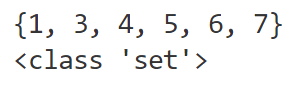 {1, 3, 4, 5, 6, 7}
<class 'set'>